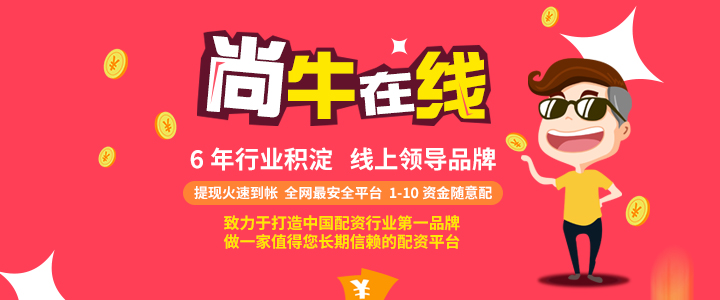 尚牛在线
6年行业积淀 线上领导品牌
提现火速到帐 全网最安全平台 1-10资金随意配
致力于打造中国配资行业第一品牌
做一家值得您长期信赖的配资平台
¥